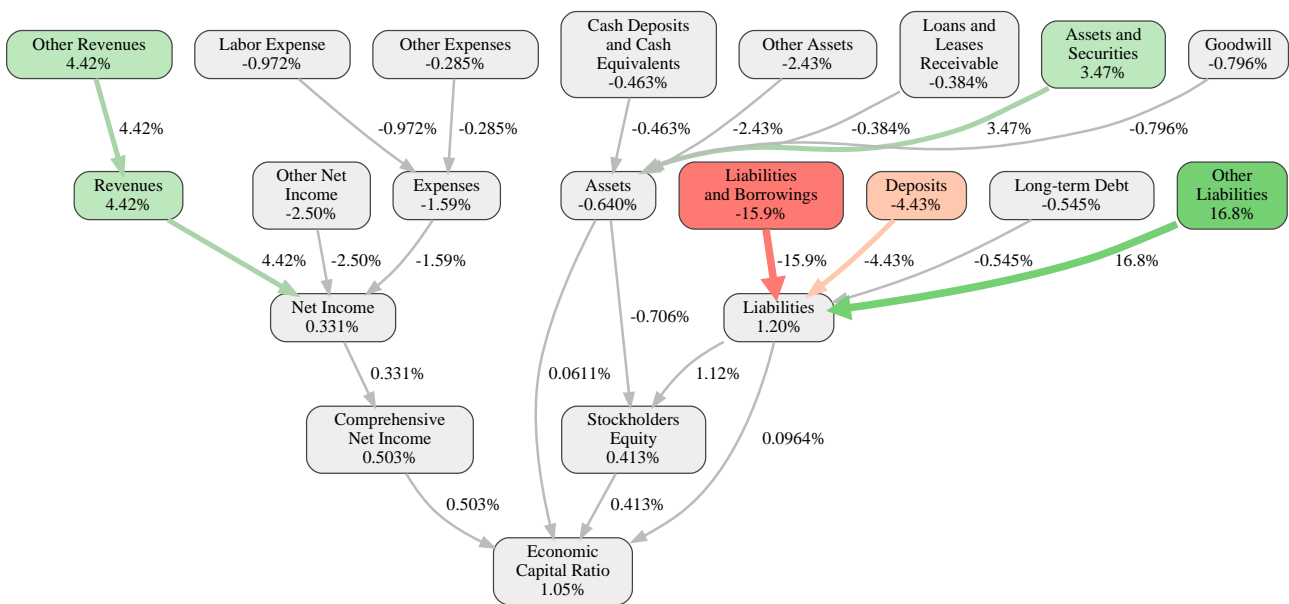 Other Revenues
4.42%
Labor Expense
-0.972%
Other Expenses
-0.285%
Cash Deposits
and Cash
Equivalents
-0.463%
Other Assets
-2.43%
Loans and
Leases
Receivable
-0.384%
Assets and
Securities
3.47%
Goodwill
-0.796%
4.42%
-0.972%
-0.285%
-0.463%
-2.43%
-0.384%
3.47%
-0.796%
Revenues
4.42%
Other Net
Income
-2.50%
Expenses
-1.59%
Assets
-0.640%
Liabilities
and Borrowings
-15.9%
Deposits
-4.43%
Long-term Debt
-0.545%
Other
Liabilities
16.8%
4.42%
-2.50%
-1.59%
-15.9%
-4.43%
-0.545%
16.8%
Net Income
0.331%
-0.706%
Liabilities
1.20%
0.331%
0.0611%
1.12%
Comprehensive
Net Income
0.503%
Stockholders
Equity
0.413%
0.0964%
0.503%
0.413%
Economic
Capital Ratio
1.05%